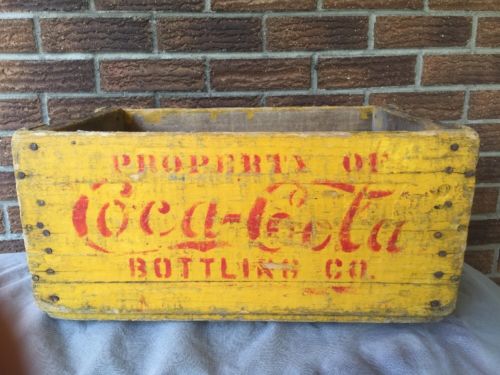 PROPERTY OF
Coca-Cola
BOTTLING CO.